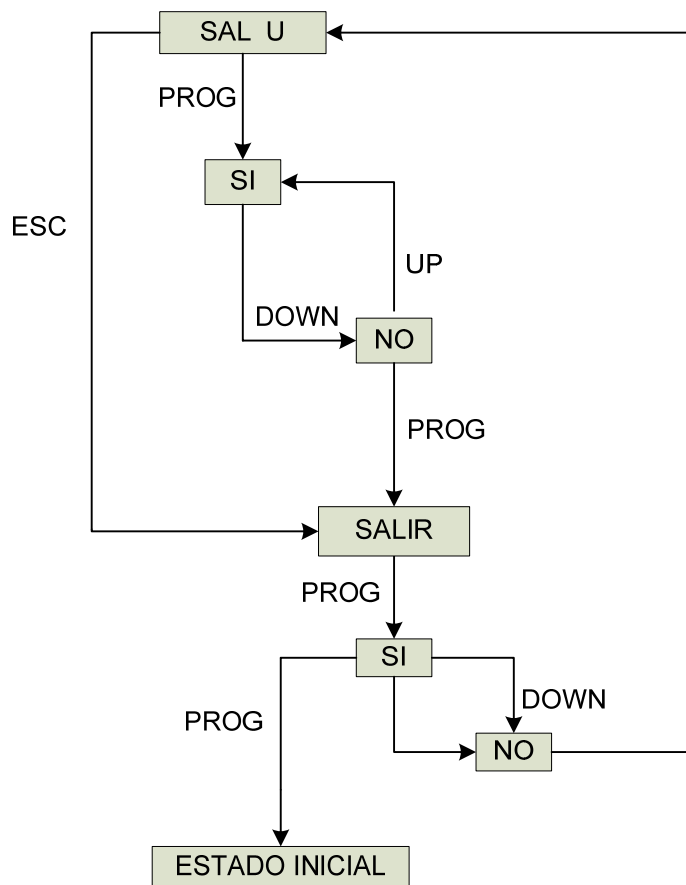 SAL U
PROG
SI
ESC
UP
DOWN
NO
PROG
SALIR
PROG
SI
DOWN
PROG
NO
ESTADO INICIAL